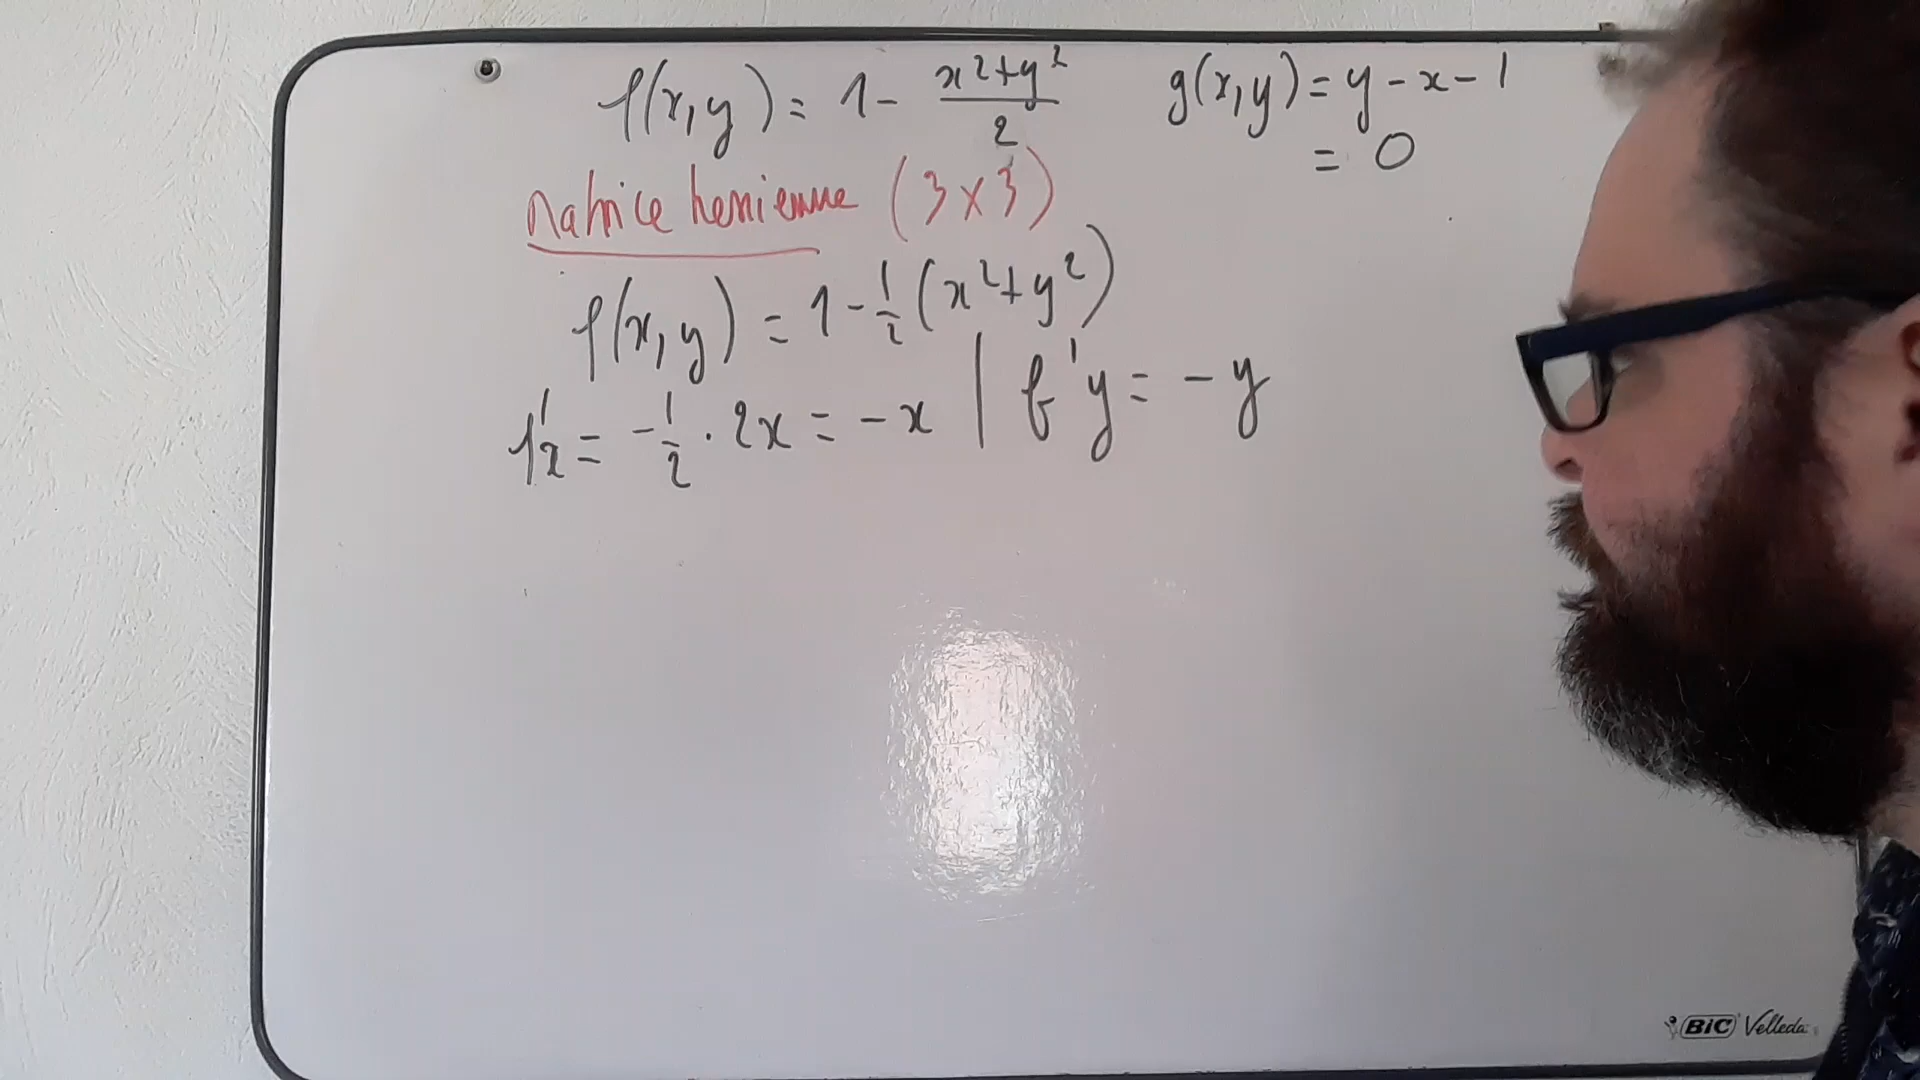 f(x,y) = 1 - (x²+y²)/2   g(x,y) = y - x - 1
= 0
Matrice hessienne (3×3)
f(x,y) = 1 - 1/2 (x²+y²)
f'x = -1/2 · 2x = -x | f'y = -y
BIC Velleda